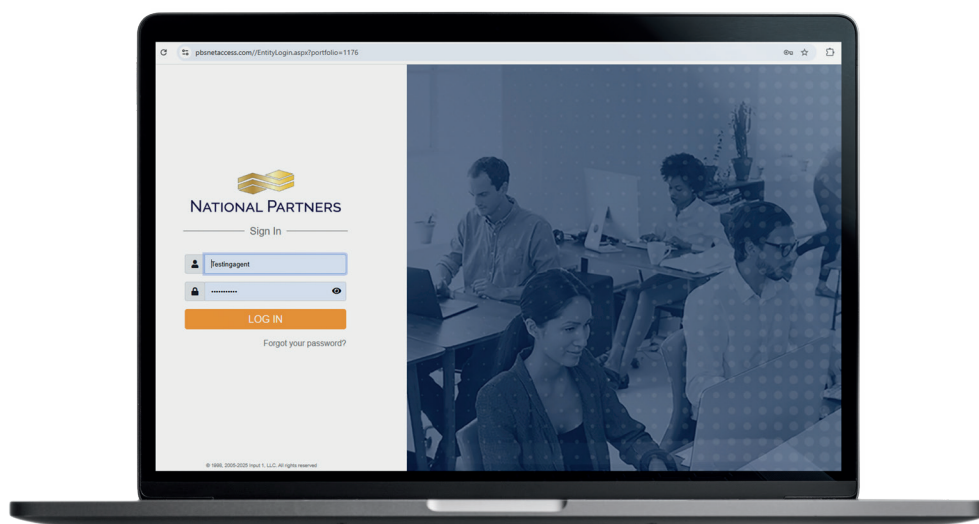 pbsnetaccess.com//EntityLogin.aspx?portfolio=1176
NATIONAL PARTNERS
Sign In
Testingagent
LOG IN
Forgot your password?
© 1998, 2005-2025 Input 1, LLC. All rights reserved